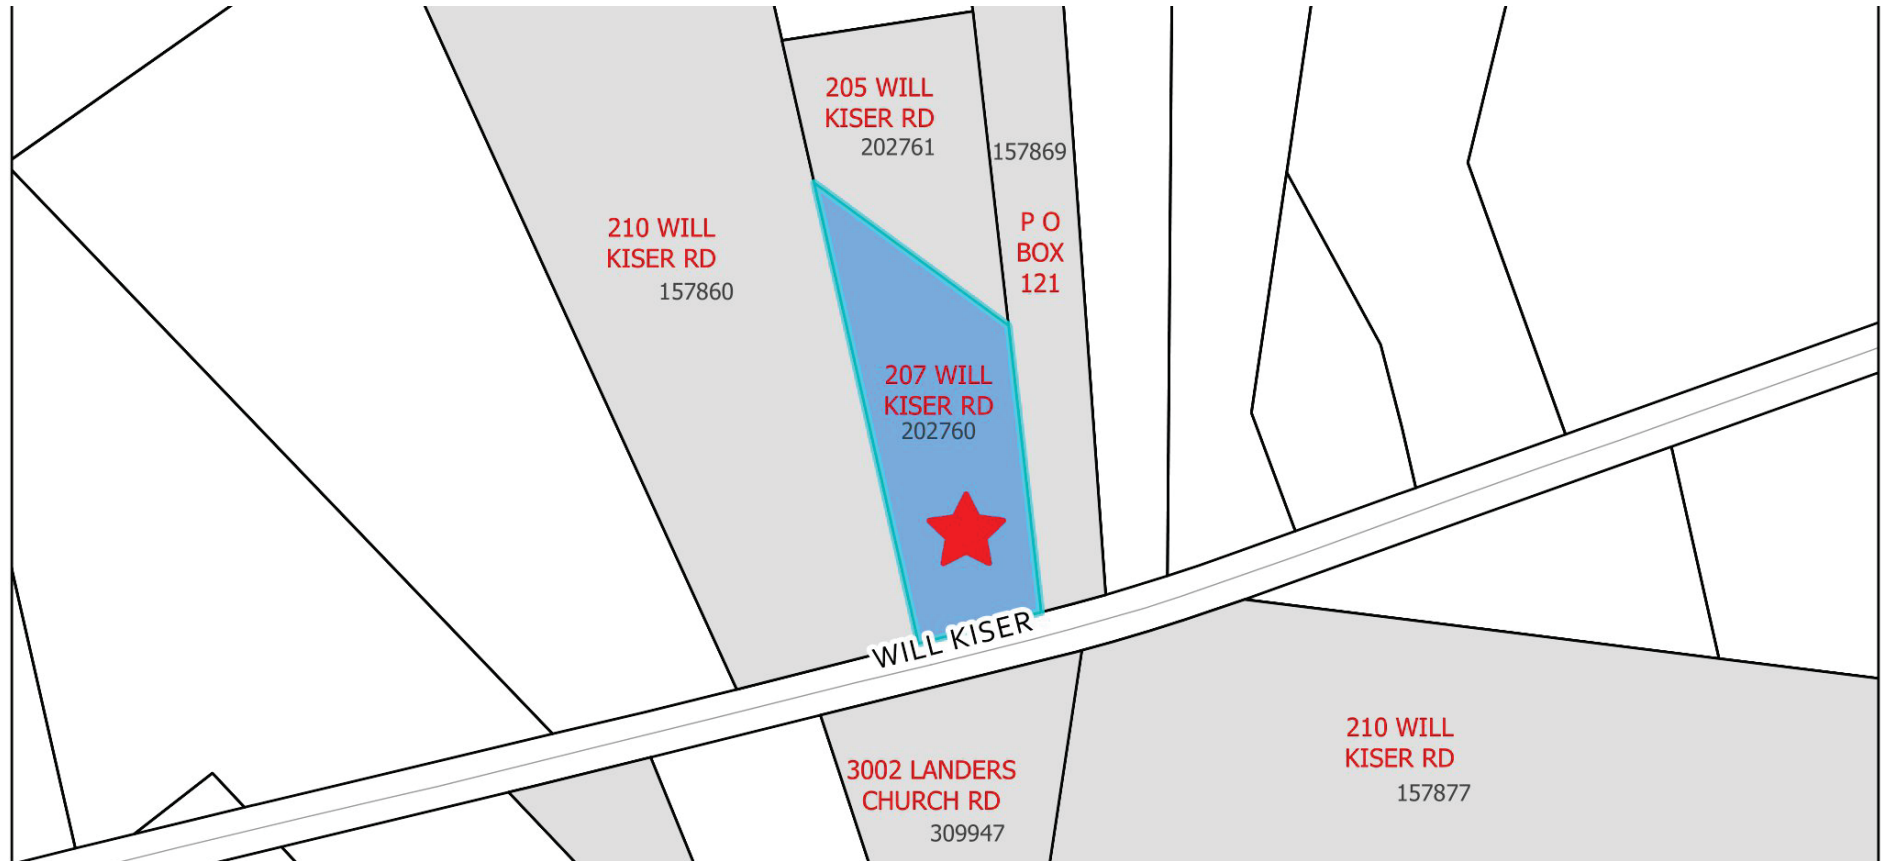 205 WILL
KISER RD
202761
157869
210 WILL
KISER RD
157860
P O
BOX
121
207 WILL
KISER RD
202760
WILL KISER
210 WILL
KISER RD
157877
3002 LANDERS
CHURCH RD
309947